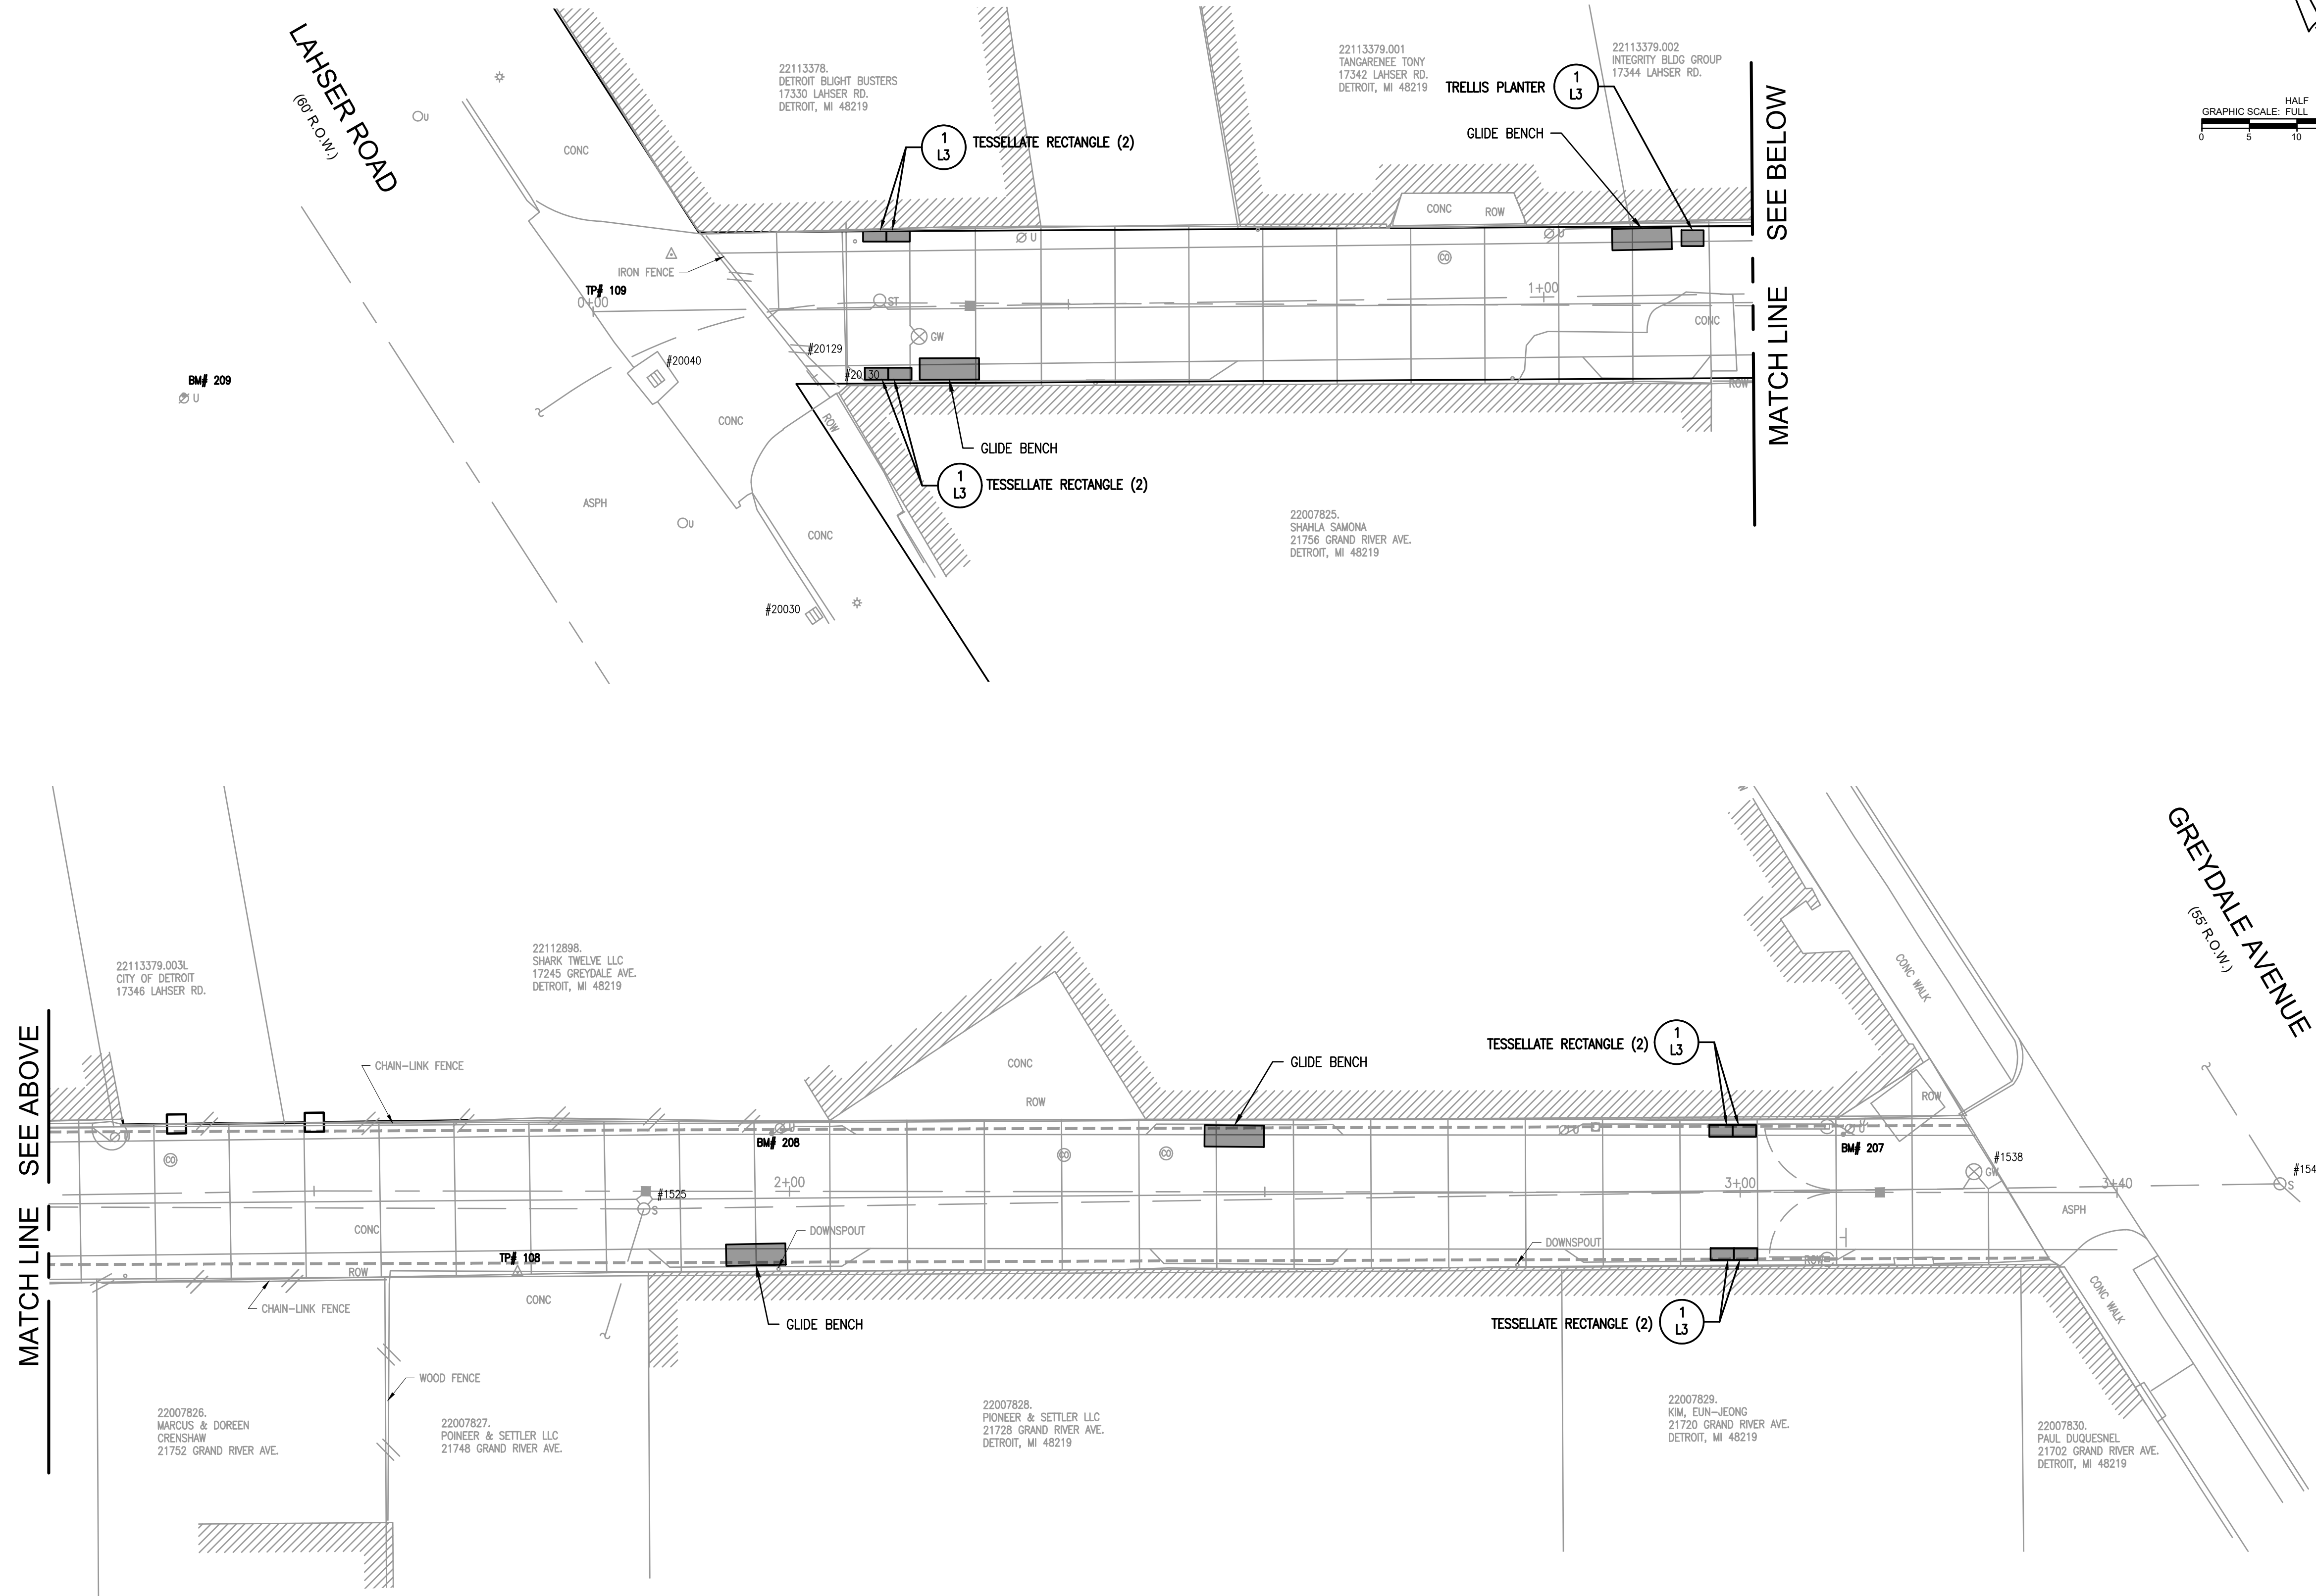 LAHSER ROAD
(60' R.O.W.)
22113378.
DETROIT BLIGHT BUSTERS
17330 LAHSER RD.
DETROIT, MI 48219
22113379.001
TANGARENEE TONY
17342 LAHSER RD.
DETROIT, MI 48219
22113379.002
INTEGRITY BLDG GROUP
17344 LAHSER RD.
TRELLIS PLANTER
1
L3
GLIDE BENCH
1
L3
TESSELLATE RECTANGLE (2)
HALF
GRAPHIC SCALE: FULL
0 5 10
SEE BELOW
MATCH LINE
U
CONC
CONC
ROW
U
U
CO
IRON FENCE
TP# 109
0+00
ST
1+00
CONC
GW
#20129
#20040
#20130
BM# 209
U
ROW
CONC
ROW
GLIDE BENCH
1
L3
TESSELLATE RECTANGLE (2)
ASPH
U
CONC
22007825.
SHAHLA SAMONA
21756 GRAND RIVER AVE.
DETROIT, MI 48219
#20030
GREYDALE AVENUE
(55' R.O.W.)
22113379.003L
CITY OF DETROIT
17346 LAHSER RD.
22112898.
SHARK TWELVE LLC
17245 GREYDALE AVE.
DETROIT, MI 48219
CONC WALK
SEE ABOVE
MATCH LINE
CHAIN-LINK FENCE
CONC
ROW
GLIDE BENCH
TESSELLATE RECTANGLE (2)
1
L3
ROW
U
U
BM# 208
U
U
BM# 207
CO
CO
CO
#1538
GW
#154
S
2+00
3+00
3+40
#1525
S
CONC
ASPH
DOWNSPOUT
DOWNSPOUT
TP# 108
ROW
ROW
CHAIN-LINK FENCE
CONC
GLIDE BENCH
TESSELLATE RECTANGLE (2)
1
L3
CONC WALK
WOOD FENCE
22007826.
MARCUS & DOREEN
CRENSHAW
21752 GRAND RIVER AVE.
22007827.
POINEER & SETTLER LLC
21748 GRAND RIVER AVE.
22007828.
PIONEER & SETTLER LLC
21728 GRAND RIVER AVE.
DETROIT, MI 48219
22007829.
KIM, EUN-JEONG
21720 GRAND RIVER AVE.
DETROIT, MI 48219
22007830.
PAUL DUQUESNEL
21702 GRAND RIVER AVE.
DETROIT, MI 48219